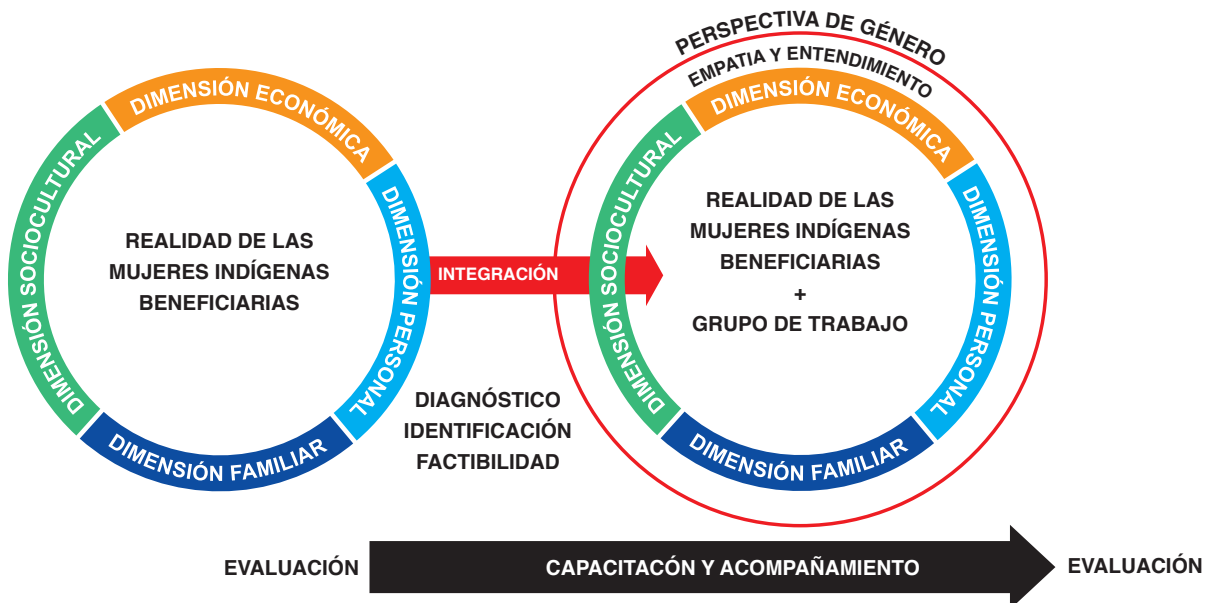 DIMENSIÓN ECONÓMICA
DIMENSIÓN SOCIOCULTURAL
DIMENSIÓN PERSONAL
DIMENSIÓN FAMILIAR
REALIDAD DE LAS
MUJERES INDÍGENAS
BENEFICIARIAS
INTEGRACIÓN
DIAGNÓSTICO
IDENTIFICACIÓN
FACTIBILIDAD
PERSPECTIVA DE GÉNERO
EMPATIA Y ENTENDIMIENTO
DIMENSIÓN ECONÓMICA
DIMENSIÓN SOCIOCULTURAL
DIMENSIÓN PERSONAL
DIMENSIÓN FAMILIAR
REALIDAD DE LAS
MUJERES INDÍGENAS
BENEFICIARIAS
+
GRUPO DE TRABAJO
EVALUACIÓN
CAPACITACÓN Y ACOMPAÑAMIENTO
EVALUACIÓN